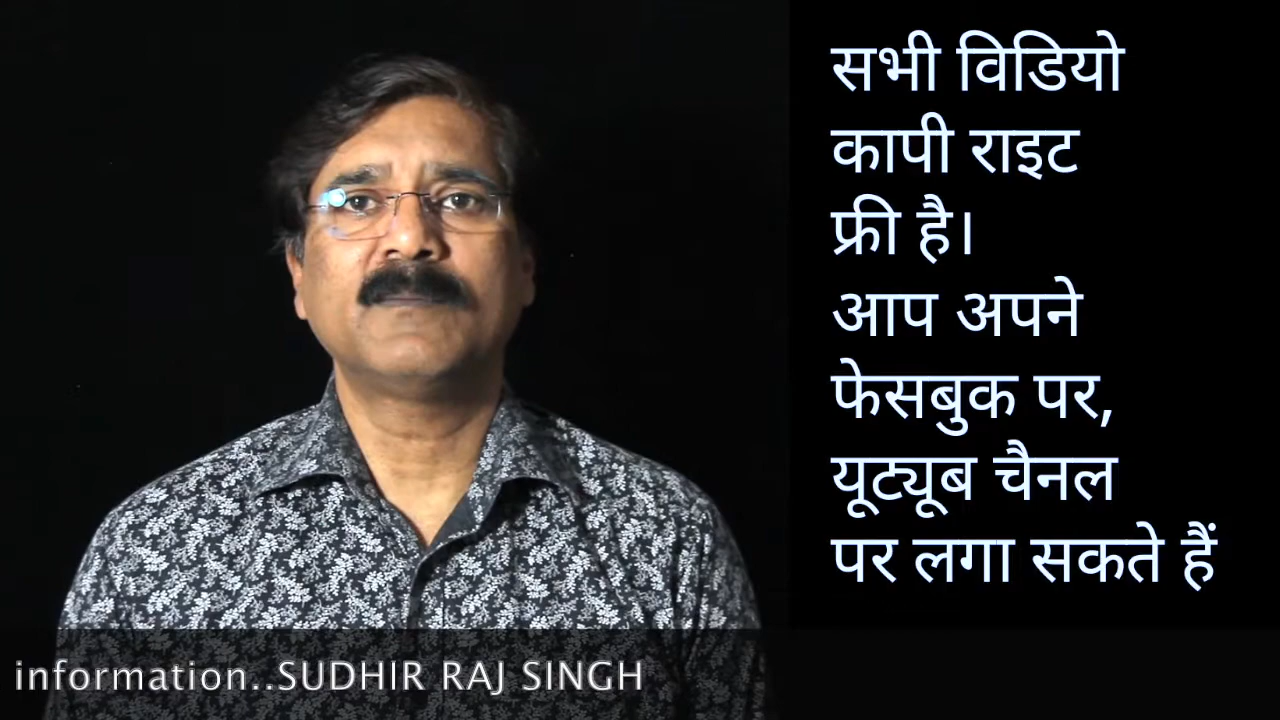 सभी विडियो
कापी राइट
फ्री है।
आप अपने
फेसबुक पर,
यूट्यूब चैनल
पर लगा सकते हैं
information..SUDHIR RAJ SINGH